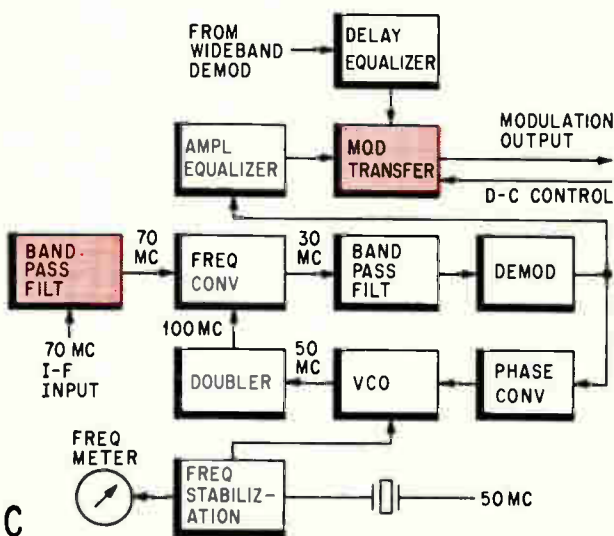 FROM
WIDEBAND
DEMOD
DELAY
EQUALIZER
AMPL
EQUALIZER
MOD
TRANSFER
MODULATION
OUTPUT
D-C CONTROL
BAND
PASS
FILT
70
MC
FREQ
CONV
30
MC
BAND
PASS
FILT
DEMOD
70 MC
I-F
INPUT
100 MC
DOUBLER
50
MC
VCO
PHASE
CONV
FREQ
METER
FREQ
STABILIZ-
ATION
50 MC
C